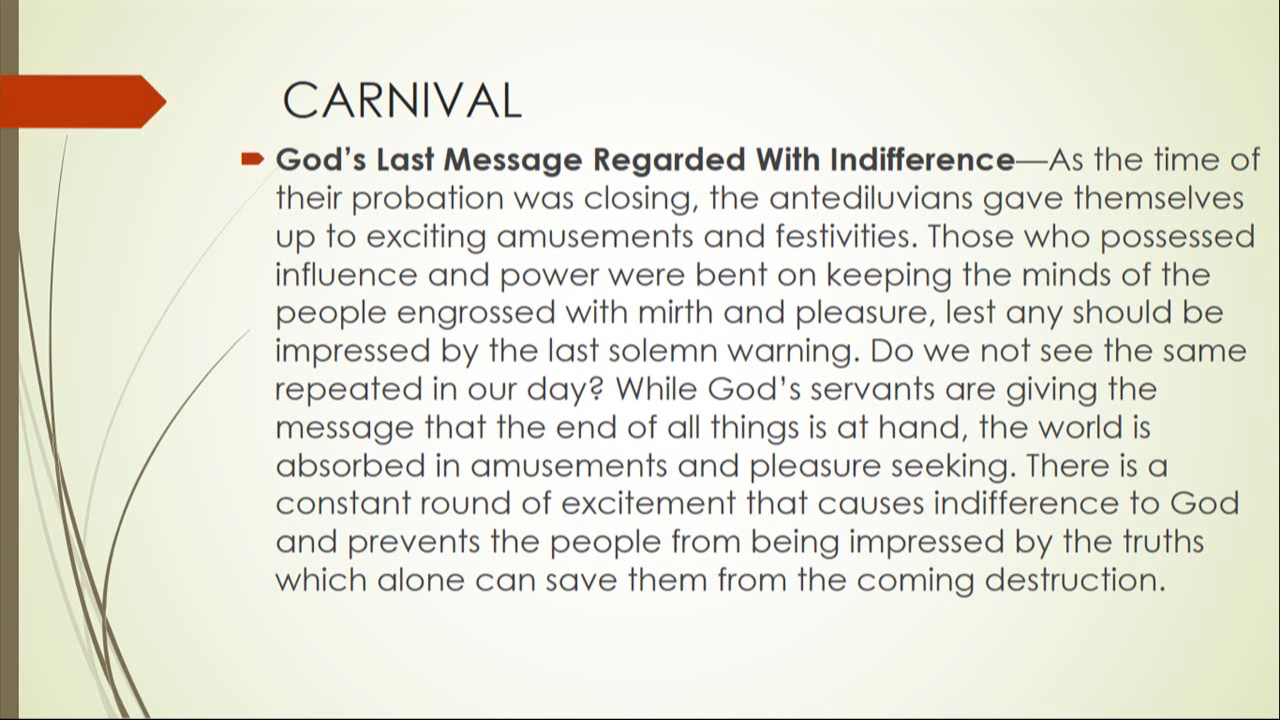 CARNIVAL
God's Last Message Regarded With Indifference—As the time of
their probation was closing, the antediluvians gave themselves
up to exciting amusements and festivities. Those who possessed
influence and power were bent on keeping the minds of the
people engrossed with mirth and pleasure, lest any should be
impressed by the last solemn warning. Do we not see the same
repeated in our day? While God's servants are giving the
message that the end of all things is at hand, the world is
absorbed in amusements and pleasure seeking. There is a
constant round of excitement that causes indifference to God
and prevents the people from being impressed by the truths
which alone can save them from the coming destruction.